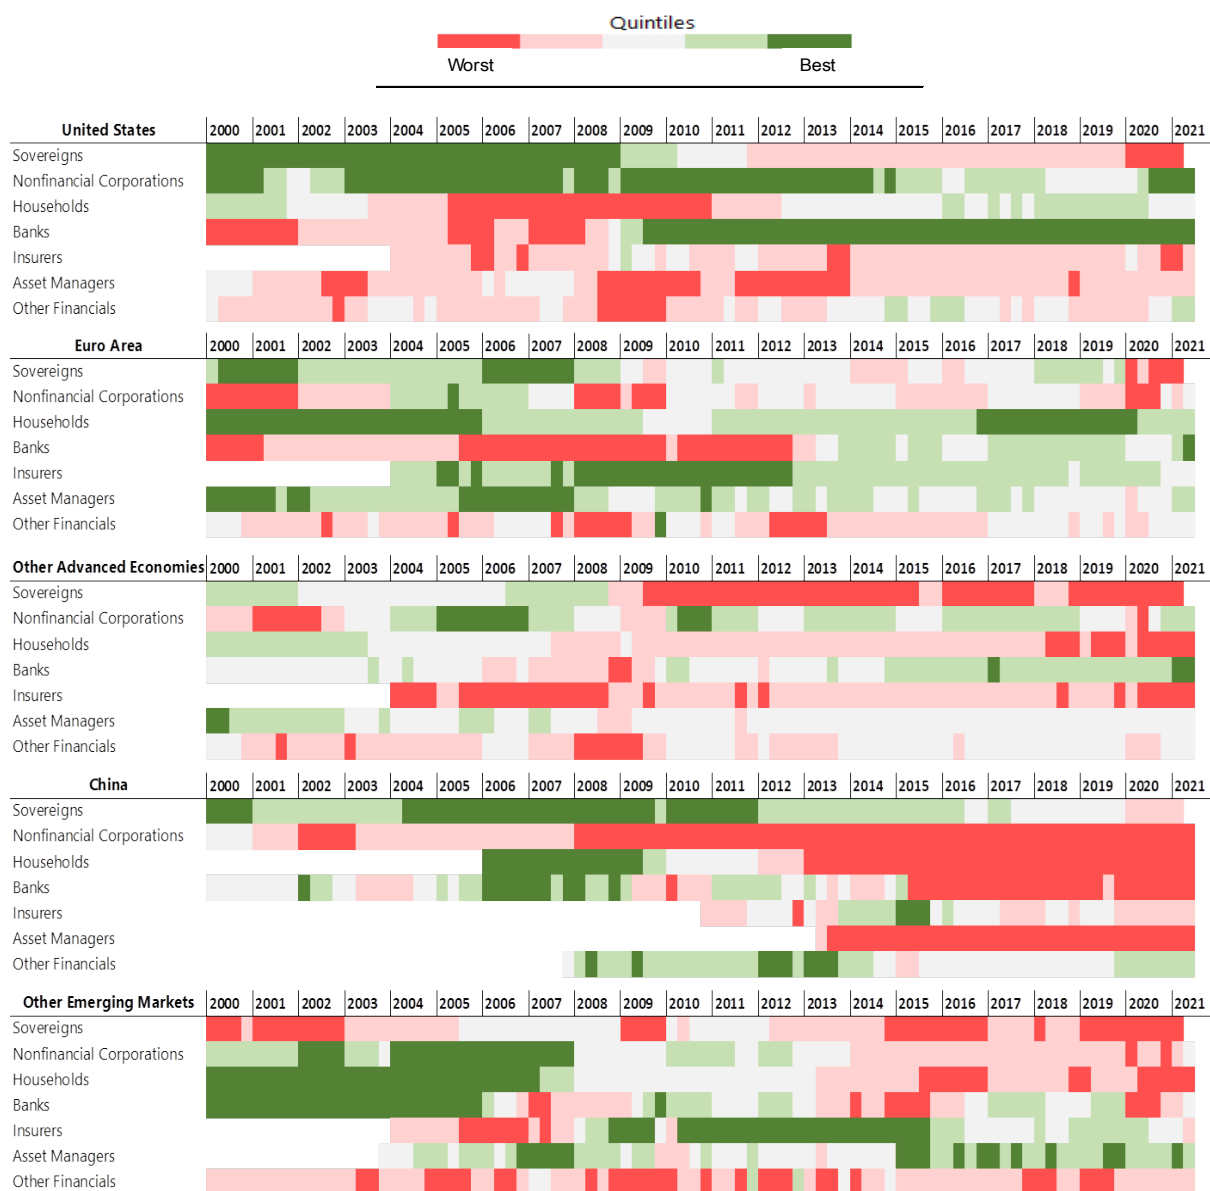 Quintiles
Worst Best
United States 2000 2001 2002 2003 2004 2005 2006 2007 2008 2009 2010 2011 2012 2013 2014 2015 2016 2017 2018 2019 2020 2021
Sovereigns
Nonfinancial Corporations
Households
Banks
Insurers
Asset Managers
Other Financials
Euro Area 2000 2001 2002 2003 2004 2005 2006 2007 2008 2009 2010 2011 2012 2013 2014 2015 2016 2017 2018 2019 2020 2021
Sovereigns
Nonfinancial Corporations
Households
Banks
Insurers
Asset Managers
Other Financials
Other Advanced Economies 2000 2001 2002 2003 2004 2005 2006 2007 2008 2009 2010 2011 2012 2013 2014 2015 2016 2017 2018 2019 2020 2021
Sovereigns
Nonfinancial Corporations
Households
Banks
Insurers
Asset Managers
Other Financials
China 2000 2001 2002 2003 2004 2005 2006 2007 2008 2009 2010 2011 2012 2013 2014 2015 2016 2017 2018 2019 2020 2021
Sovereigns
Nonfinancial Corporations
Households
Banks
Insurers
Asset Managers
Other Financials
Other Emerging Markets 2000 2001 2002 2003 2004 2005 2006 2007 2008 2009 2010 2011 2012 2013 2014 2015 2016 2017 2018 2019 2020 2021
Sovereigns
Nonfinancial Corporations
Households
Banks
Insurers
Asset Managers
Other Financials